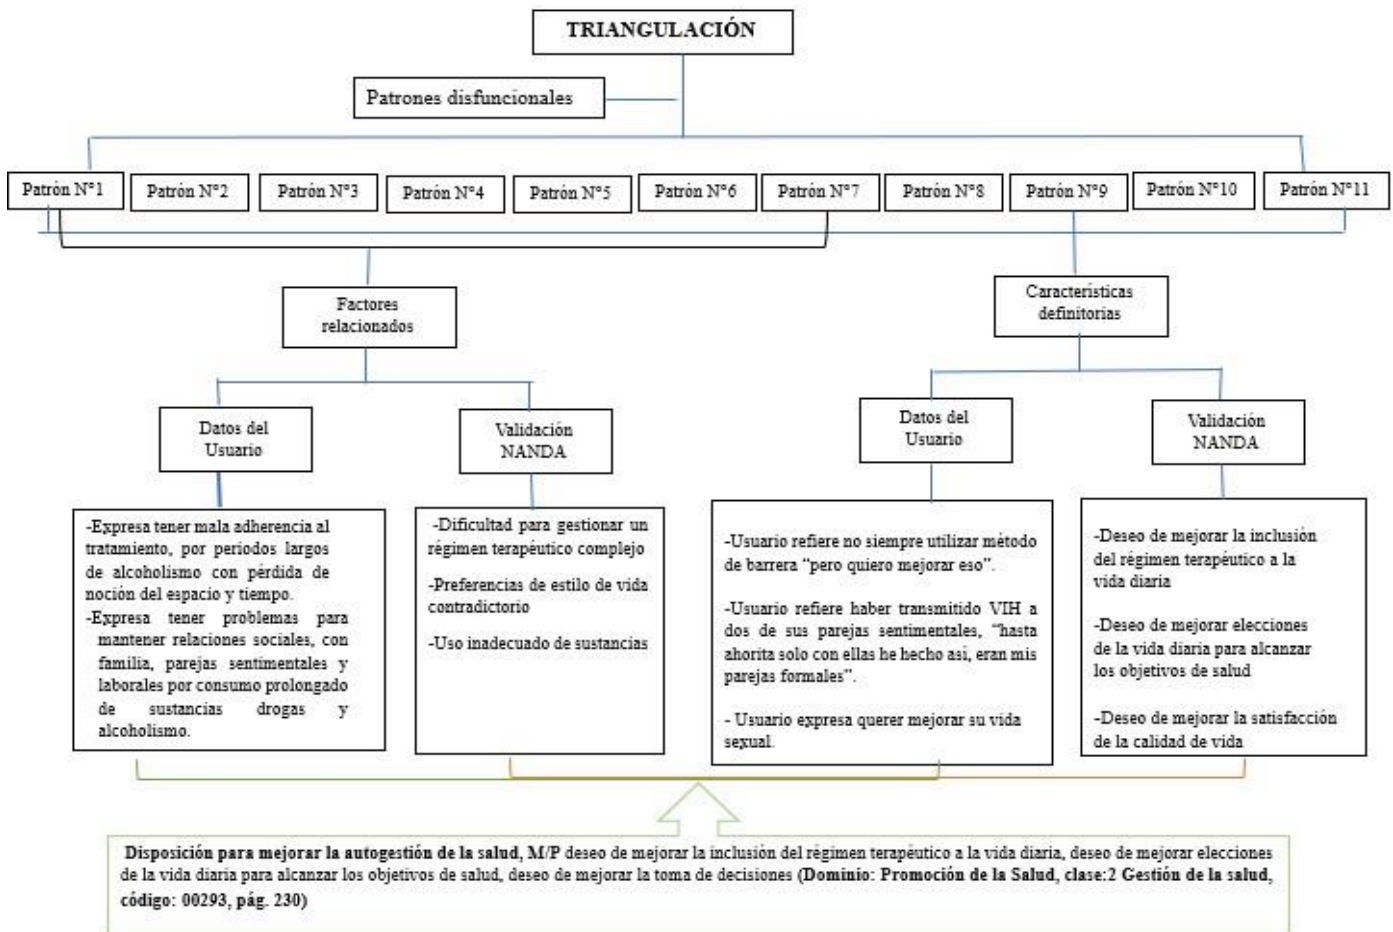 TRIANGULACIÓN
Patrones disfuncionales
Patrón N°1
Patrón N°2
Patrón N°3
Patrón N°4
Patrón N°5
Patrón N°6
Patrón N°7
Patrón N°8
Patrón N°9
Patrón N°10
Patrón N°11
Factores
relacionados
Características
definitorias
Datos del
Usuario
Validación
NANDA
Datos del
Usuario
Validación
NANDA
-Expresa tener mala adherencia al
tratamiento, por periodos largos
de alcoholismo con pérdida de
noción del espacio y tiempo.
-Expresa tener problemas para
mantener relaciones sociales, con
familia, parejas sentimentales y
laborales por consumo prolongado
de sustancias drogas y
alcoholismo.
-Dificultad para gestionar un
régimen terapéutico complejo
-Preferencias de estilo de vida
contradictorio
-Uso inadecuado de sustancias
-Usuario refiere no siempre utilizar método
de barrera “pero quiero mejorar eso”.
-Usuario refiere haber transmitido VIH a
dos de sus parejas sentimentales, “hasta
ahorita solo con ellas he hecho así, eran mis
parejas formales”.
- Usuario expresa querer mejorar su vida
sexual.
-Deseo de mejorar la inclusión
del régimen terapéutico a la
vida diaria
-Deseo de mejorar elecciones
de la vida diaria para alcanzar
los objetivos de salud
-Deseo de mejorar la satisfacción
de la calidad de vida
Disposición para mejorar la autogestión de la salud, M/P deseo de mejorar la inclusión del régimen terapéutico a la vida diaria, deseo de mejorar elecciones
de la vida diaria para alcanzar los objetivos de salud, deseo de mejorar la toma de decisiones (Dominio: Promoción de la Salud, clase:2 Gestión de la salud,
código: 00293, pág. 230)